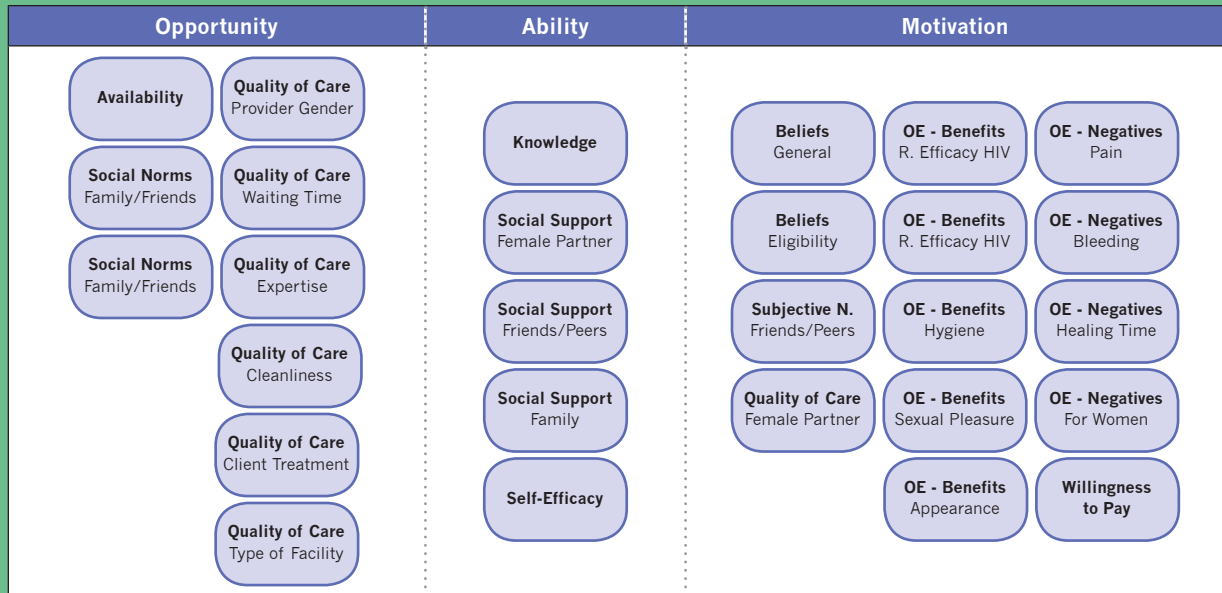 Opportunity
Availability
Social Norms
Family/Friends
Social Norms
Family/Friends
Quality of Care
Provider Gender
Quality of Care
Waiting Time
Quality of Care
Expertise
Quality of Care
Cleanliness
Quality of Care
Client Treatment
Quality of Care
Type of Facility
Ability
Knowledge
Social Support
Female Partner
Social Support
Friends/Peers
Social Support
Family
Self-Efficacy
Motivation
Beliefs
General
Beliefs
Eligibility
Subjective N.
Friends/Peers
Quality of Care
Female Partner
OE - Benefits
R. Efficacy HIV
OE - Benefits
R. Efficacy HIV
OE - Benefits
Hygiene
OE - Benefits
Sexual Pleasure
OE - Benefits
Appearance
OE - Negatives
Pain
OE - Negatives
Bleeding
OE - Negatives
Healing Time
OE - Negatives
For Women
Willingness
to Pay